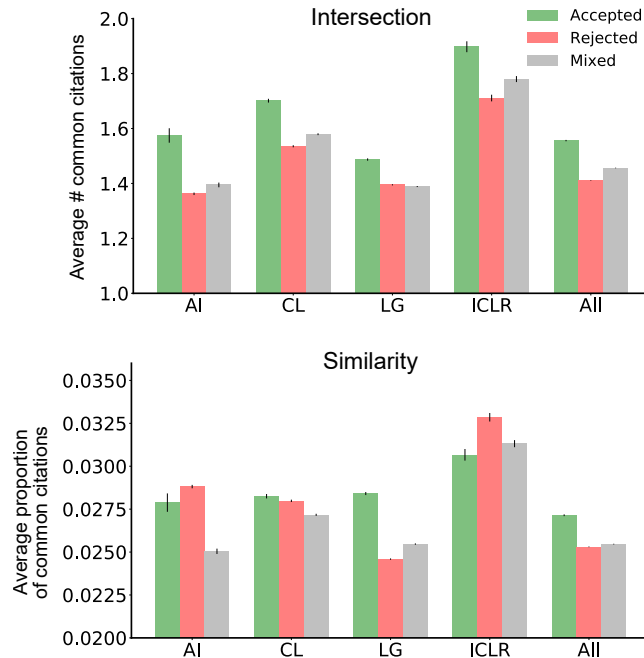 Intersection
Accepted
Rejected
Mixed
Average # common citations
2.0
1.8
1.6
1.4
1.2
1.0
AI
CL
LG
ICLR
All
Similarity
Average proportion
of common citations
0.0350
0.0325
0.0300
0.0275
0.0250
0.0225
0.0200
AI
CL
LG
ICLR
All